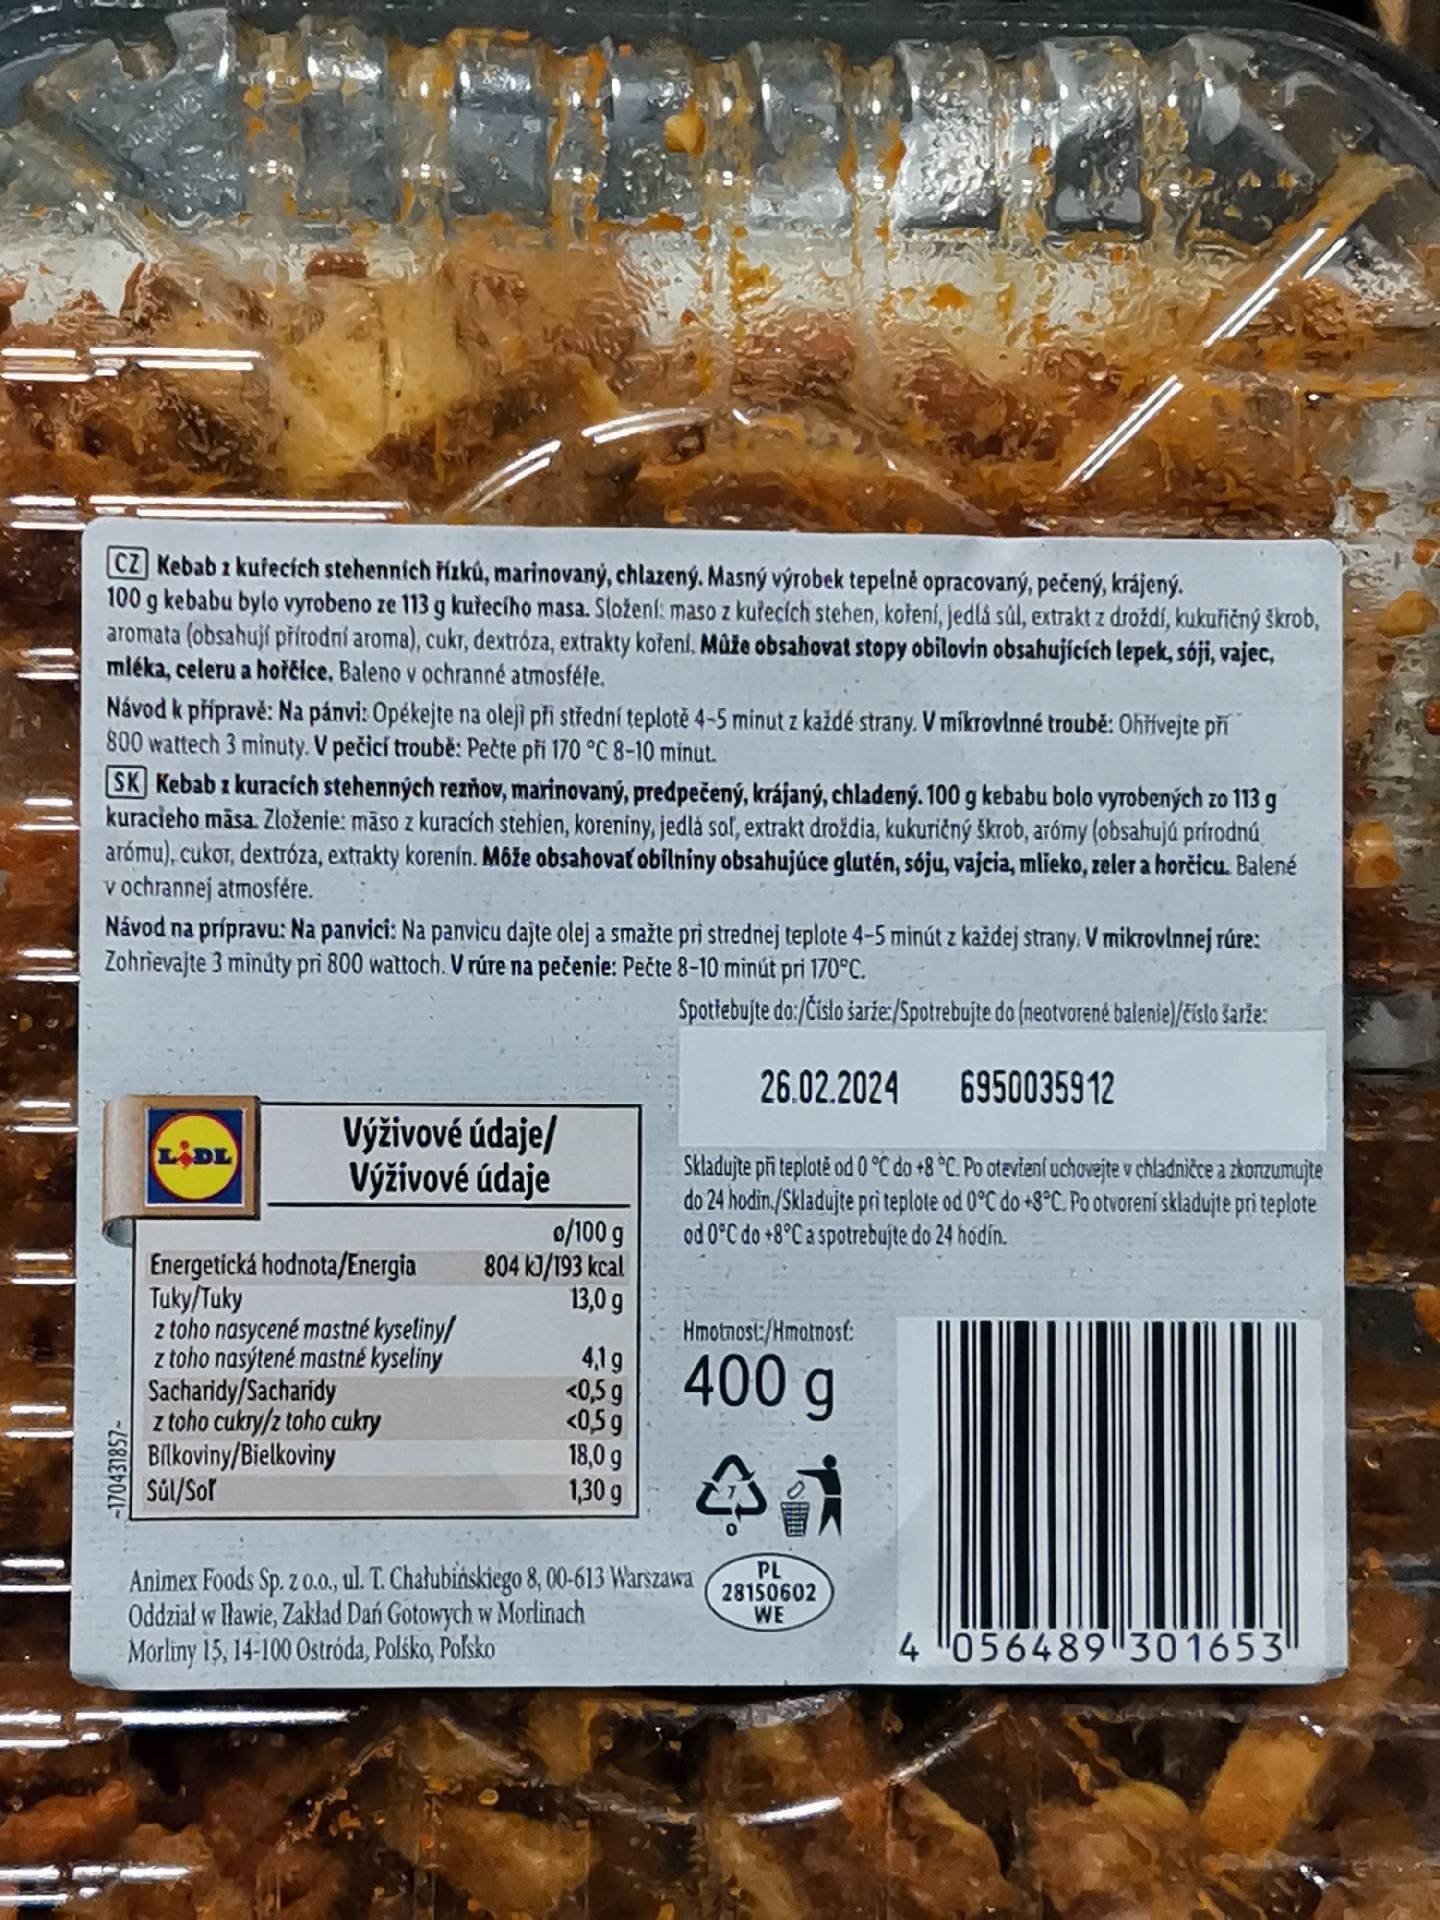 CZ Kebab z kuřecích stehenních řízků, marinovaný, chlazený. Masný výrobek tepelně opracovaný, pečený, krájený.
100 g kebabu bylo vyrobeno ze 113 g kuřecího masa. Složení: maso z kuřecích stehen, koření, jedlá sůl, extrakt z droždí, kukuřičný škrob,
aromata (obsahují přírodní aroma), cukr, dextróza, extrakty koření. Může obsahovat stopy obilovin obsahujících lepek, sóji, vajec,
mléka, celeru a hořčice. Baleno v ochranné atmosféře.
Návod k přípravě: Na pánvi: Opékejte na oleji při střední teplotě 4-5 minut z každé strany. V mikrovlnné troubě: Ohřívejte při
800 wattech 3 minuty. V pečicí troubě: Pečte při 170 °C 8-10 minut.
SK Kebab z kuracích stehenných rezňov, marinovaný, predpečený, krájaný, chladený. 100 g kebabu bolo vyrobených zo 113 g
kuracieho mäsa. Zloženie: mäso z kuracích stehien, koreniny, jedlá soľ, extrakt droždia, kukuričný škrob, arómy (obsahujú prírodnú
arómu), cukor, dextróza, extrakty korenín. Môže obsahovať obilniny obsahujúce glutén, sóju, vajcia, mlieko, zeler a horčicu. Balené
v ochrannej atmosfére.
Návod na prípravu: Na panvici: Na panvicu dajte olej a smažte pri strednej teplote 4-5 minút z každej strany. V mikrovlnnej rúre:
Zohrievajte 3 minúty pri 800 wattoch. V rúre na pečenie: Pečte 8-10 minút pri 170°C.
Spotřebujte do:/Číslo šarže:/Spotrebujte do (neotvorené balenie)/číslo šarže:
26.02.2024 6950035912
Skladujte při teplotě od 0 °C do +8 °C. Po otevření uchovejte v chladničce a zkonzumujte
do 24 hodin./Skladujte pri teplote od 0°C do +8°C. Po otvorení skladujte pri teplote
od 0°C do +8°C a spotrebujte do 24 hodín.
LIDL
Výživové údaje/
Výživové údaje
ø/100 g
Energetická hodnota/Energia 804 kJ/193 kcal
Tuky/Tuky 13,0 g
z toho nasycené mastné kyseliny/
z toho nasýtené mastné kyseliny 4,1 g
Sacharidy/Sacharidy <0,5 g
z toho cukry/z toho cukry <0,5 g
Bílkoviny/Bielkoviny 18,0 g
Sůl/Soľ 1,30 g
~170431857~
Hmotnost:/Hmotnosť:
400 g
7
O
Animex Foods Sp. z o.o., ul. T. Chałubińskiego 8, 00-613 Warszawa
Oddział w Iławie, Zakład Dań Gotowych w Morlinach
Morliny 15, 14-100 Ostróda, Polsko, Poľsko
PL
28150602
WE
4 056489 301653